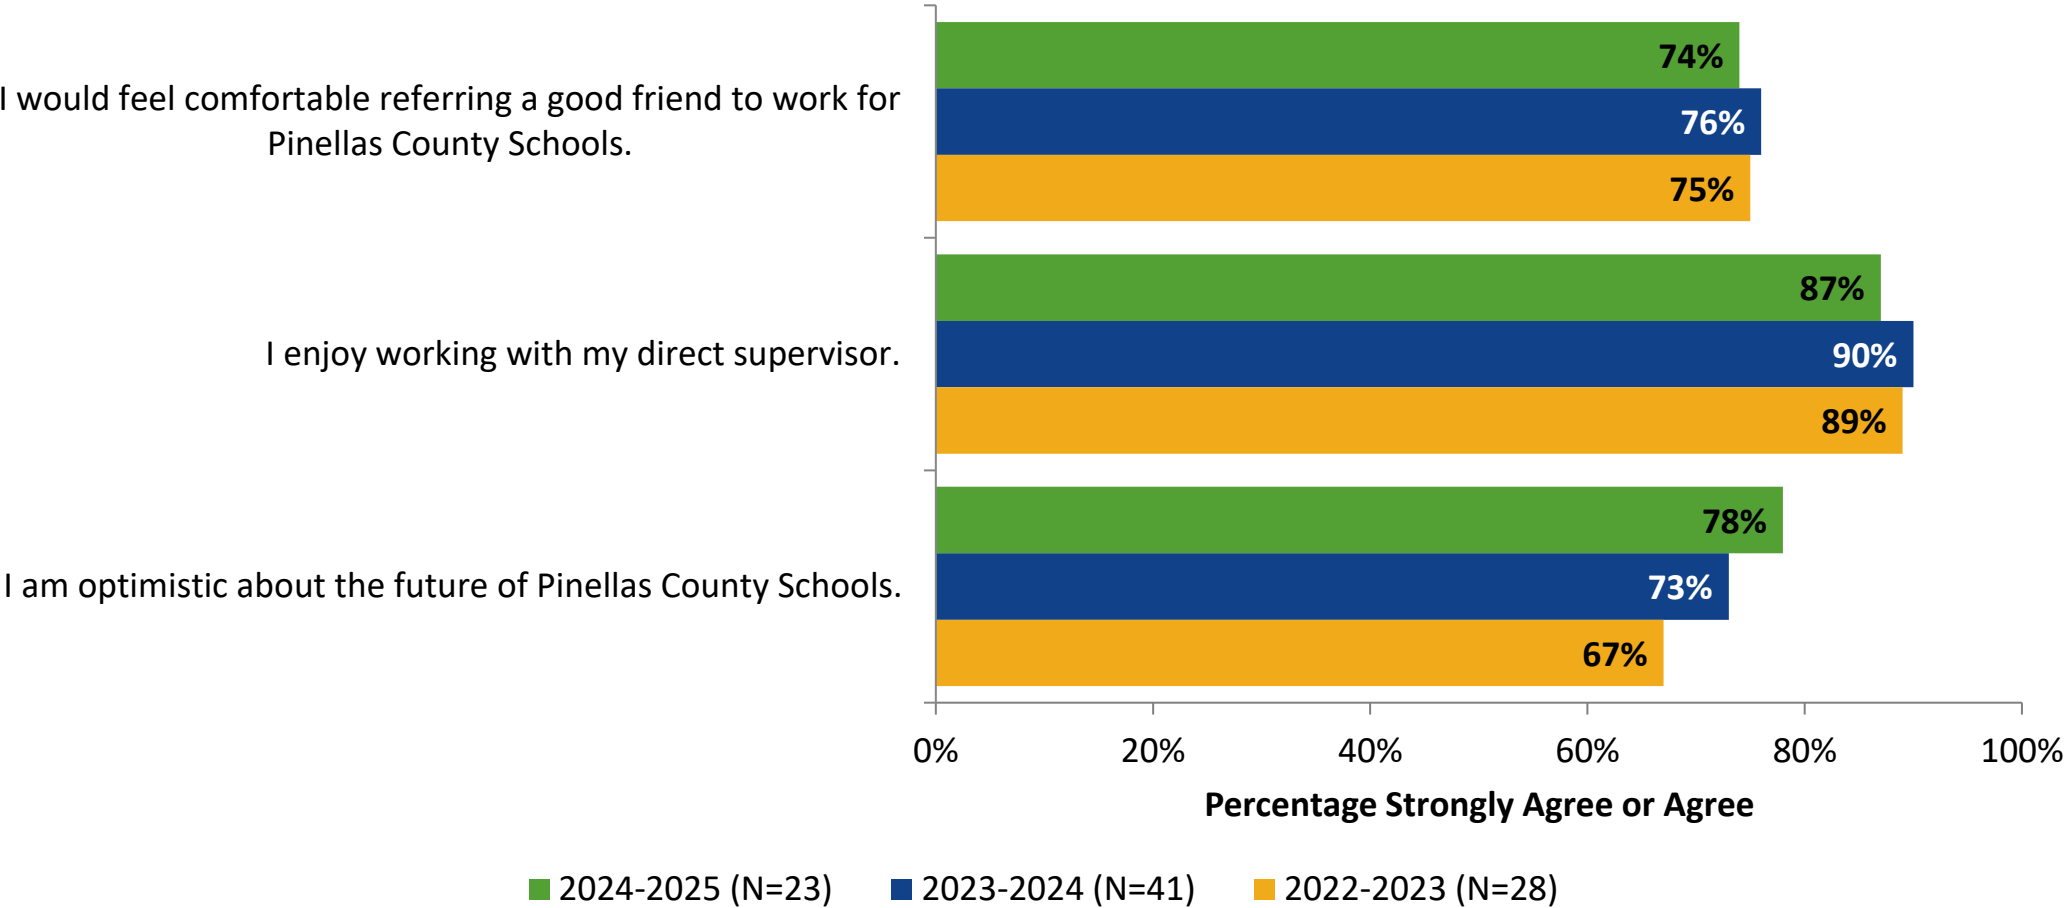 I would feel comfortable referring a good friend to work for
Pinellas County Schools.
74%
76%
75%
I enjoy working with my direct supervisor.
87%
90%
89%
I am optimistic about the future of Pinellas County Schools.
78%
73%
67%
0% 20% 40% 60% 80% 100%
Percentage Strongly Agree or Agree
2024-2025 (N=23) 2023-2024 (N=41) 2022-2023 (N=28)